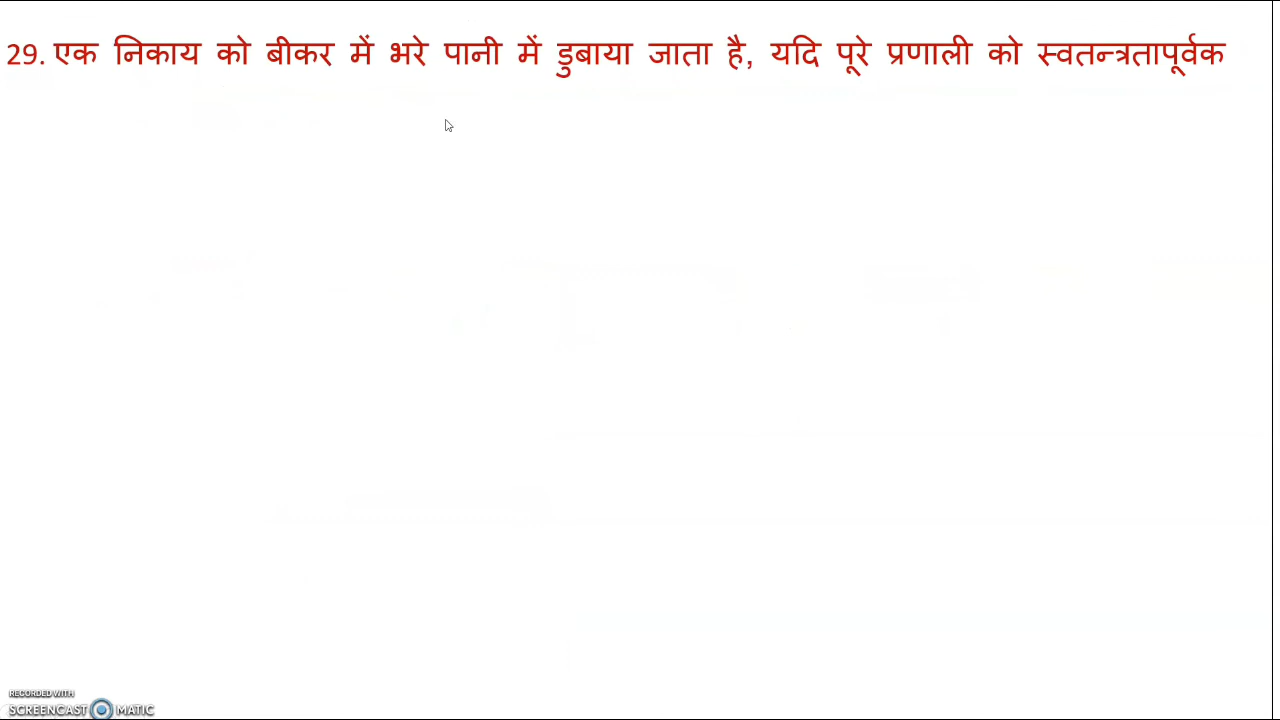 29. एक निकाय को बीकर में भरे पानी में डुबाया जाता है, यदि पूरे प्रणाली को स्वतन्त्रतापूर्वक
RECORDED WITH
SCREENCAST MATIC